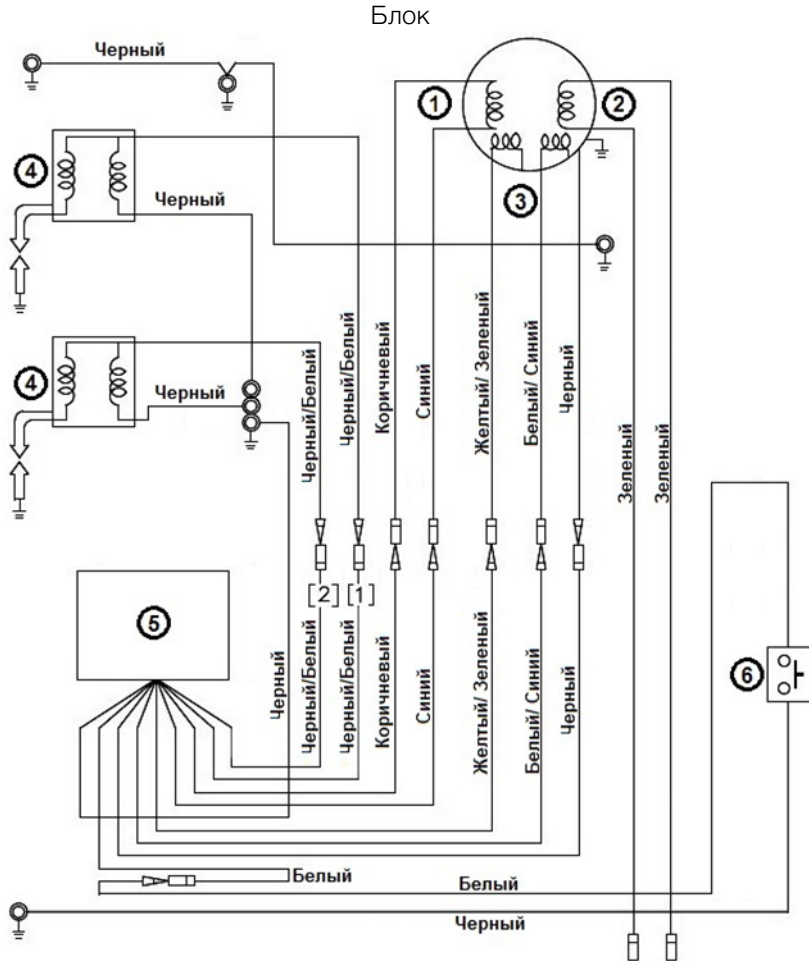 Блок
Черный
1
2
4
3
Черный
4
Черный
Черный/Белый
Черный/Белый
Коричневый
Синий
Желтый/ Зеленый
Белый/ Синий
Черный
Зеленый
Зеленый
[2] [1]
5
6
Черный
Черный/Белый
Черный/Белый
Коричневый
Синий
Желтый/ Зеленый
Белый/ Синий
Черный
Белый
Белый
Черный